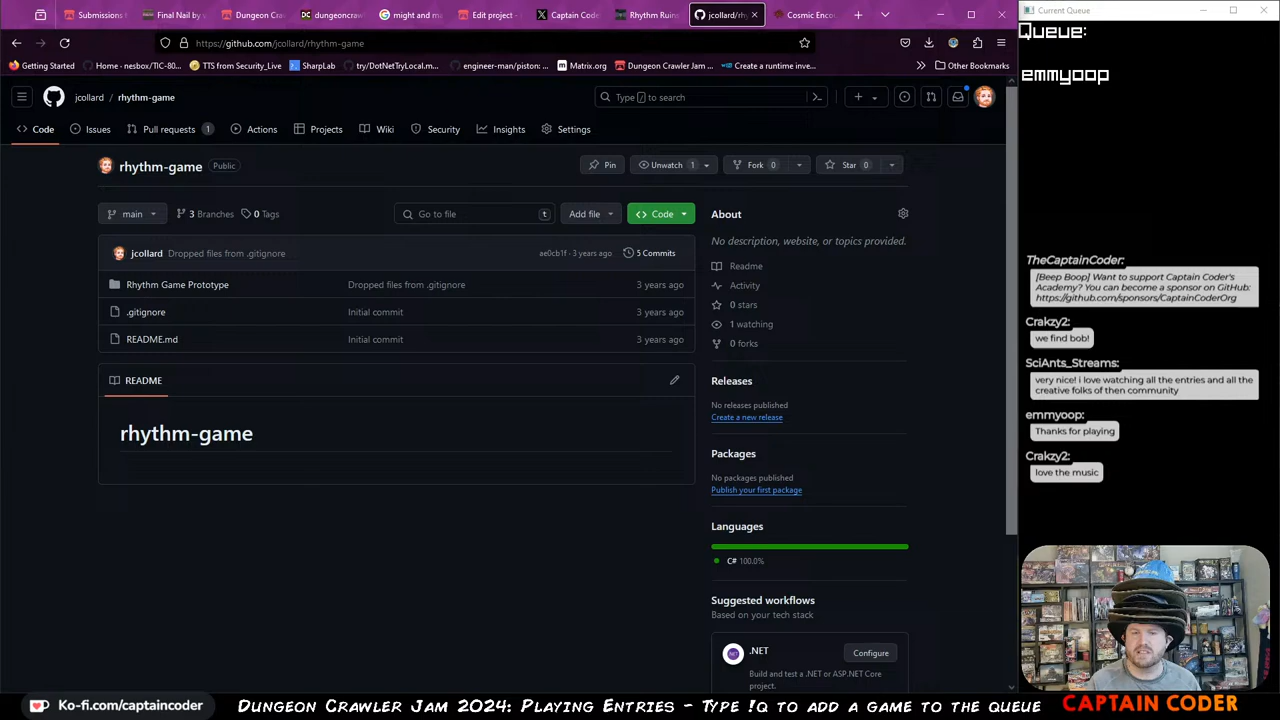 Submissions t
Final Nail by
Dungeon Cra
dungeoncraw
might and m
Edit project -
Captain Code
Rhythm Ruins
jcollard/rhy
Cosmic Enco
Current Queue
https://github.com/jcollard/rhythm-game
Getting Started
Home - nesbox/TIC-80
TTS from Security_Live
SharpLab
try/DotNetTryLocal.m...
engineer-man/piston: ...
Matrix.org
Dungeon Crawler Jam ...
Create a runtime inve...
Other Bookmarks
jcollard / rhythm-game
Type / to search
Code
Issues
Pull requests 1
Actions
Projects
Wiki
Security
Insights
Settings
rhythm-game Public
Pin
Unwatch 1
Fork 0
Star 0
main
3 Branches
0 Tags
Go to file t
Add file
Code
jcollard Dropped files from .gitignore
ae0cb1f · 3 years ago
5 Commits
Rhythm Game Prototype
Dropped files from .gitignore
3 years ago
.gitignore
Initial commit
3 years ago
README.md
Initial commit
3 years ago
README
rhythm-game
About
No description, website, or topics provided.
Readme
Activity
0 stars
1 watching
0 forks
Releases
No releases published
Create a new release
Packages
No packages published
Publish your first package
Languages
C# 100.0%
Suggested workflows
Based on your tech stack
.NET
Configure
Build and test a .NET or ASP.NET Core
project.
Queue:
emmyoop
TheCaptainCoder:
[Beep Boop] Want to support Captain Coder's
Academy? You can become a sponsor on GitHub:
https://github.com/sponsors/CaptainCoderOrg
Crakzy2:
we find bob!
SciAnts_Streams:
very nice! i love watching all the entries and all the
creative folks of then community
emmyoop:
Thanks for playing
Crakzy2:
love the music
Ko-fi.com/captaincoder
Dungeon Crawler Jam 2024: Playing Entries - Type !q to add a game to the queue
CAPTAIN CODER